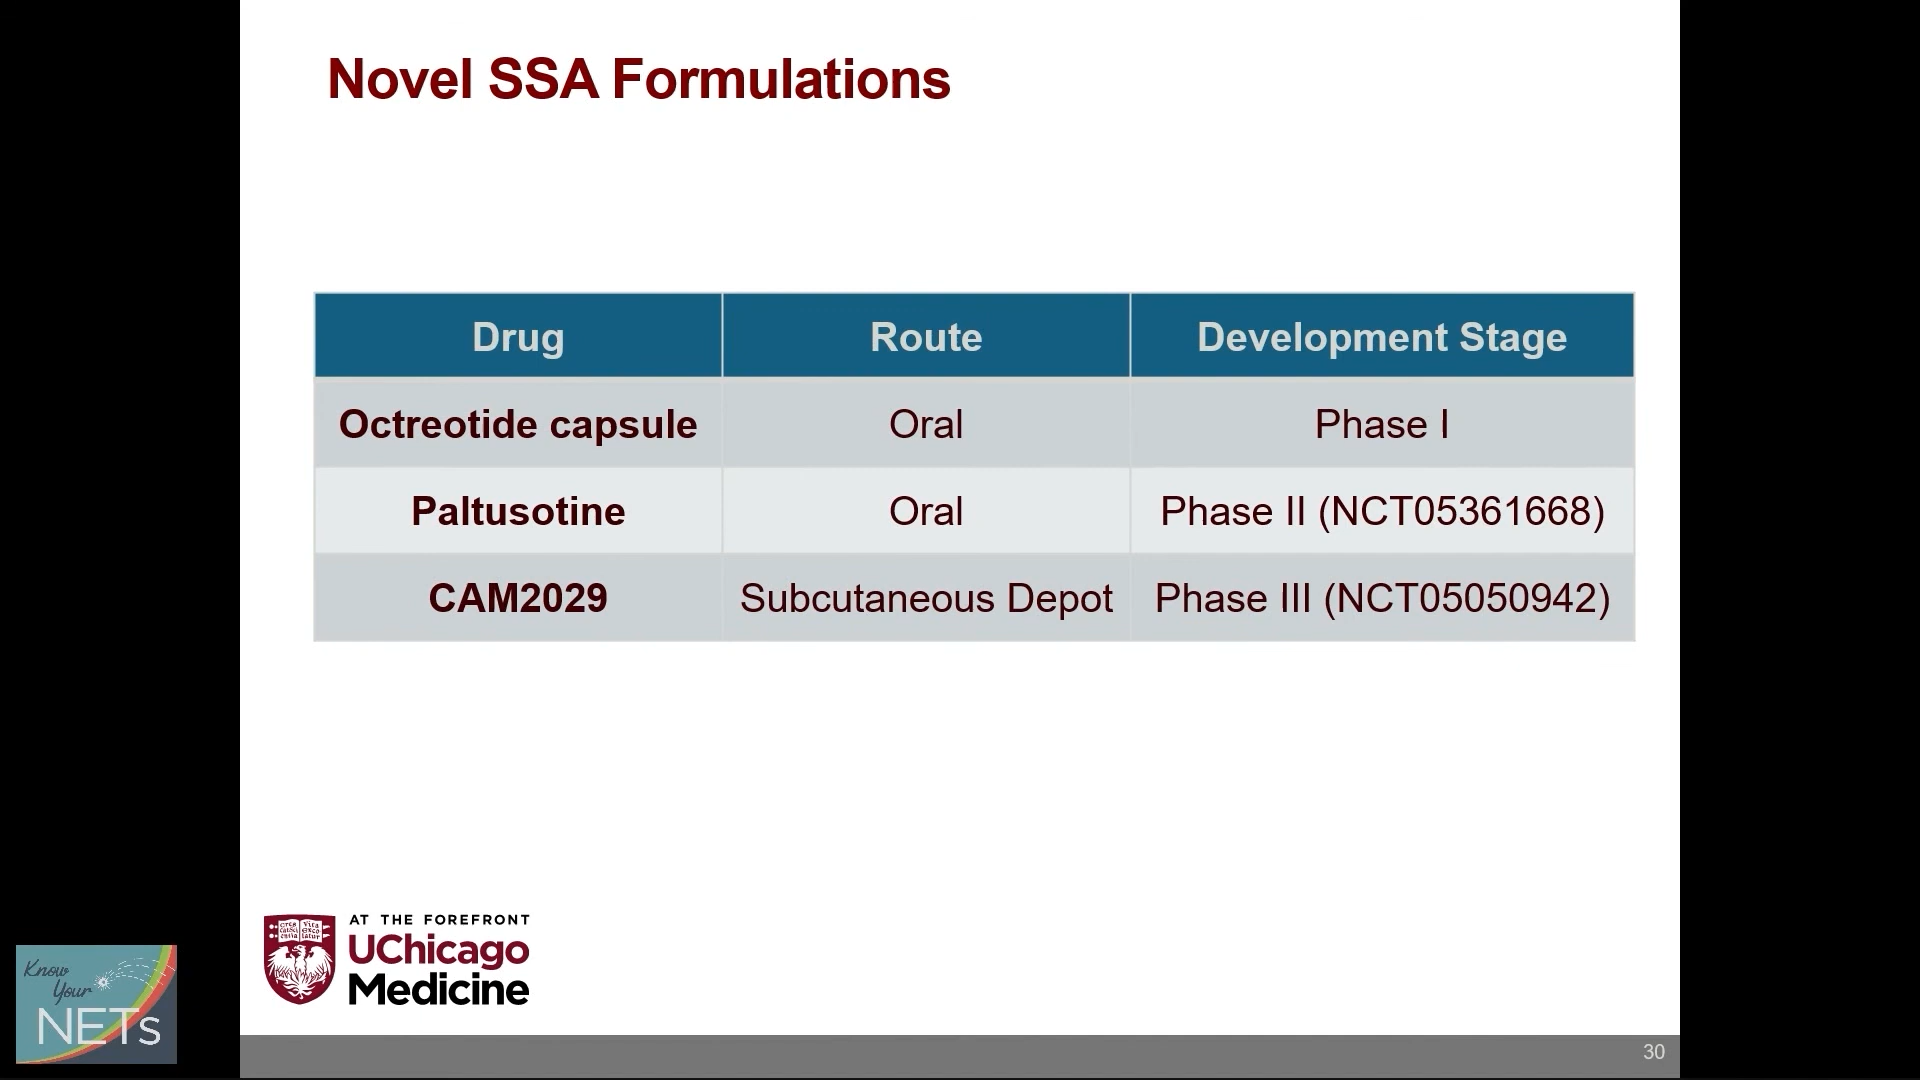 Novel SSA Formulations
Drug Route Development Stage
Octreotide capsule Oral Phase I
Paltusotine Oral Phase II (NCT05361668)
CAM2029 Subcutaneous Depot Phase III (NCT05050942)
AT THE FOREFRONT
UChicago
Medicine
Know
Your
NETs
30